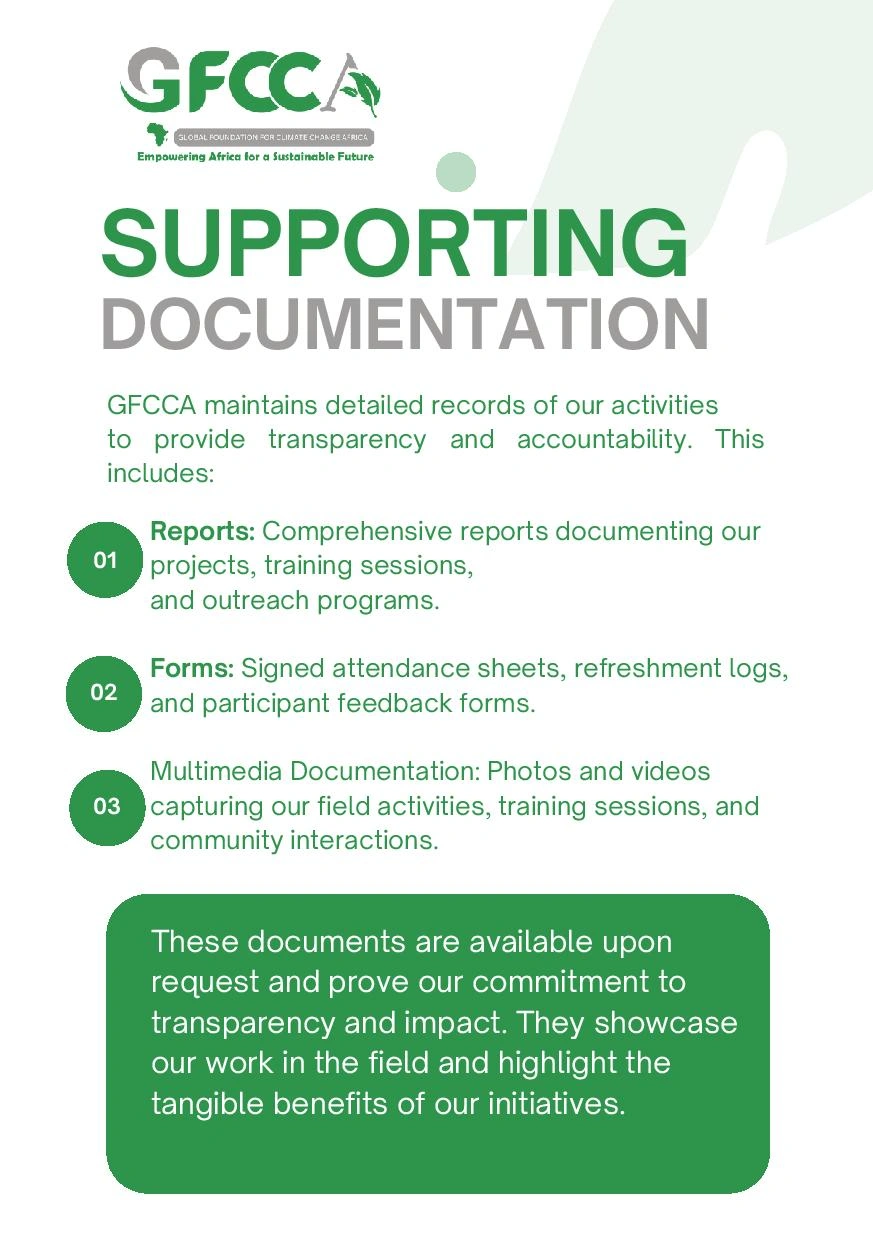 GFCCA
GLOBAL FOUNDATION FOR CLIMATE CHANGE AFRICA
Empowering Africa for a Sustainable Future
SUPPORTING
DOCUMENTATION
GFCCA maintains detailed records of our activities
to provide transparency and accountability. This
includes:
01
Reports: Comprehensive reports documenting our
projects, training sessions,
and outreach programs.
02
Forms: Signed attendance sheets, refreshment logs,
and participant feedback forms.
03
Multimedia Documentation: Photos and videos
capturing our field activities, training sessions, and
community interactions.
These documents are available upon
request and prove our commitment to
transparency and impact. They showcase
our work in the field and highlight the
tangible benefits of our initiatives.